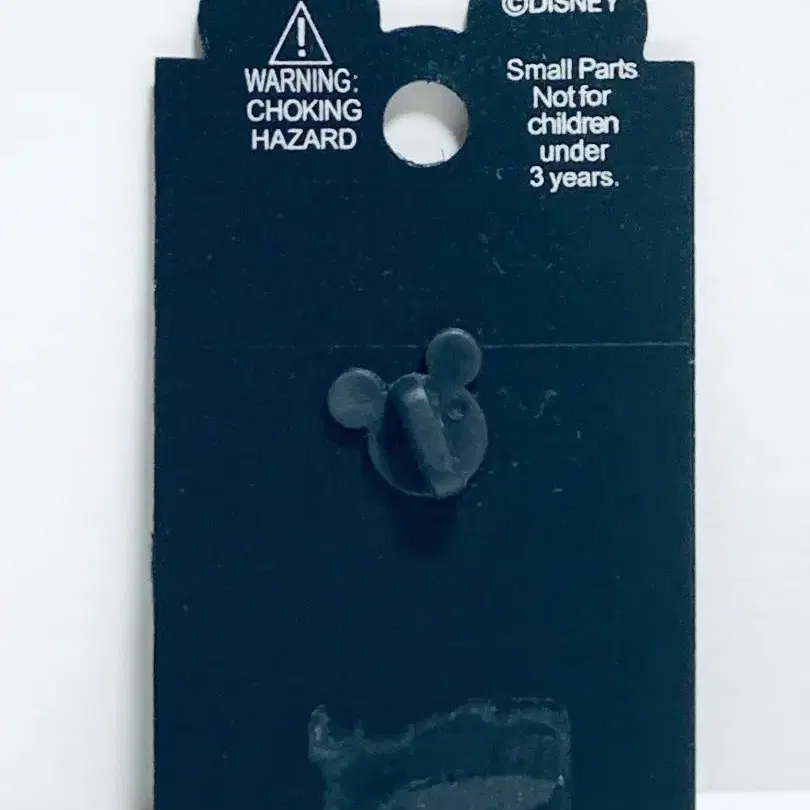 ©DISNEY
WARNING:
CHOKING
HAZARD
Small Parts
Not for
children
under
3 years.